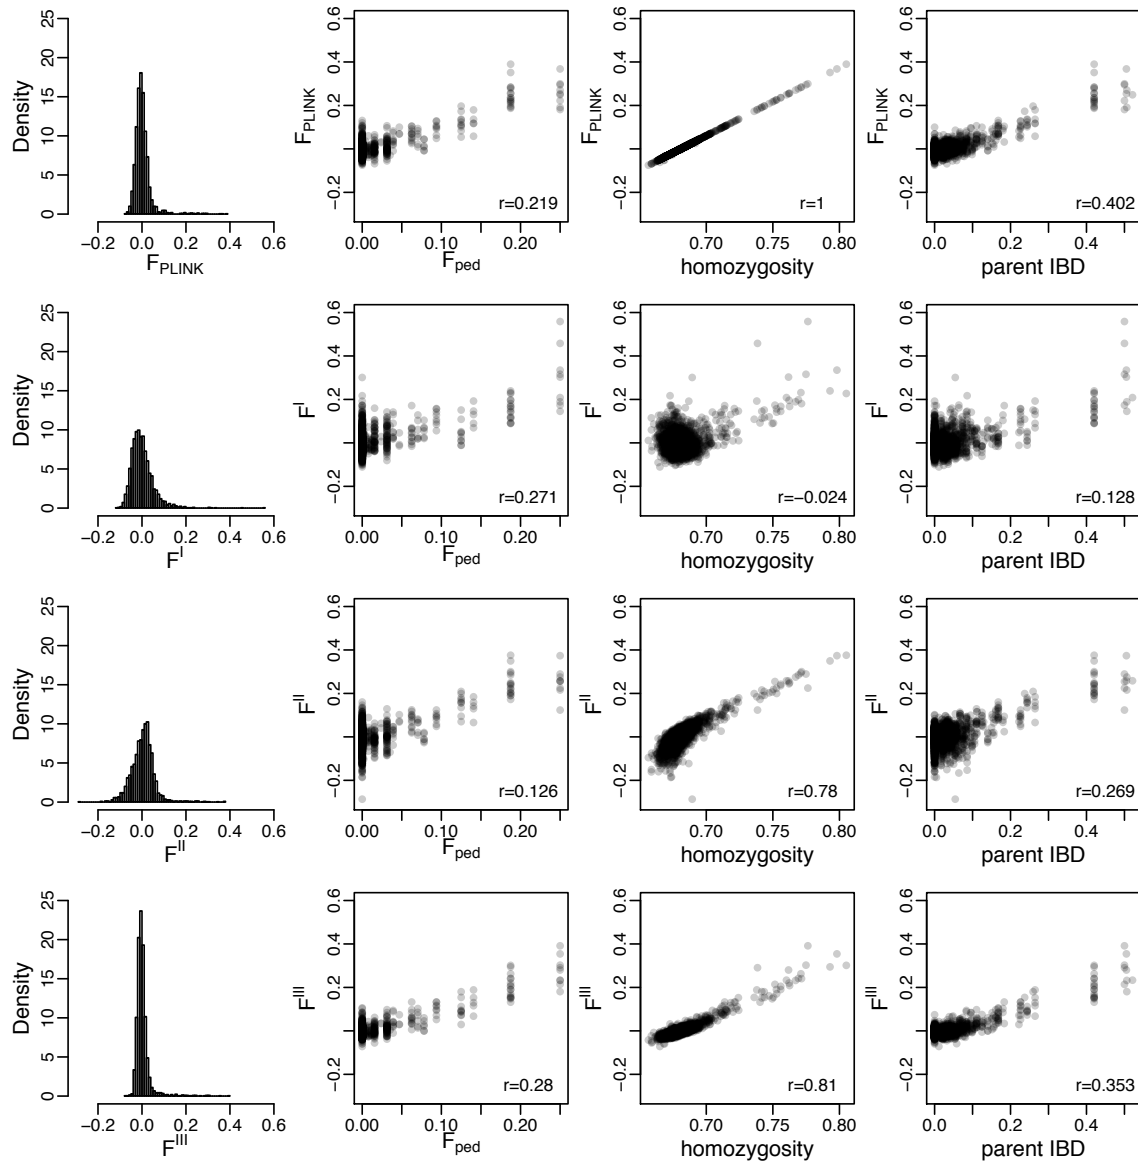 Density
0 5 10 15 20 25
−0.2 0.0 0.2 0.4 0.6
F_PLINK
F_PLINK
−0.2 0.2 0.4 0.6
r=0.219
0.00 0.10 0.20
F_ped
F_PLINK
−0.2 0.2 0.4 0.6
r=1
0.70 0.75 0.80
homozygosity
F_PLINK
−0.2 0.2 0.4 0.6
r=0.402
0.0 0.2 0.4
parent IBD
Density
0 5 10 15 20 25
−0.2 0.0 0.2 0.4 0.6
F^I
F^I
−0.2 0.2 0.4 0.6
r=0.271
0.00 0.10 0.20
F_ped
F^I
−0.2 0.2 0.4 0.6
r=−0.024
0.70 0.75 0.80
homozygosity
F^I
−0.2 0.2 0.4 0.6
r=0.128
0.0 0.2 0.4
parent IBD
Density
0 5 10 15 20 25
−0.2 0.0 0.2 0.4 0.6
F^II
F^II
−0.2 0.2 0.4 0.6
r=0.126
0.00 0.10 0.20
F_ped
F^II
−0.2 0.2 0.4 0.6
r=0.78
0.70 0.75 0.80
homozygosity
F^II
−0.2 0.2 0.4 0.6
r=0.269
0.0 0.2 0.4
parent IBD
Density
0 5 10 15 20 25
−0.2 0.0 0.2 0.4 0.6
F^III
F^III
−0.2 0.2 0.4 0.6
r=0.28
0.00 0.10 0.20
F_ped
F^III
−0.2 0.2 0.4 0.6
r=0.81
0.70 0.75 0.80
homozygosity
F^III
−0.2 0.2 0.4 0.6
r=0.353
0.0 0.2 0.4
parent IBD